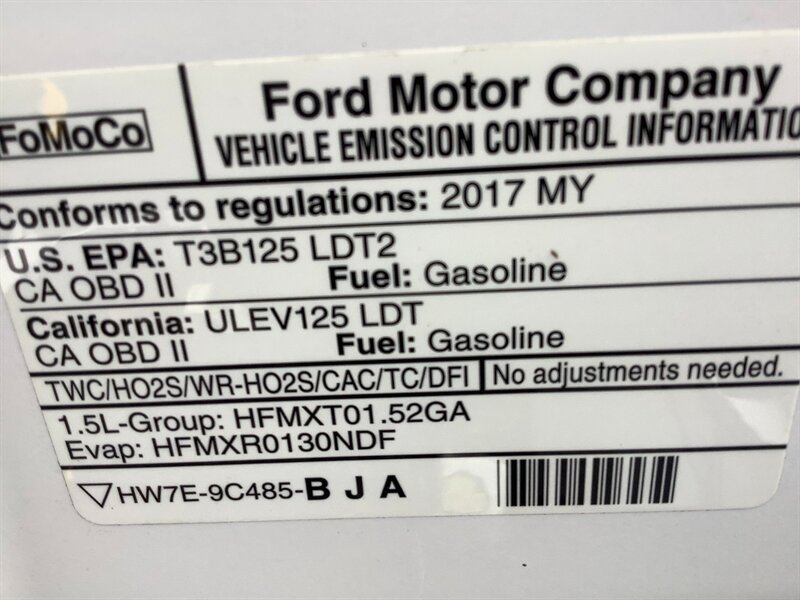 FoMoCo
Ford Motor Company
VEHICLE EMISSION CONTROL INFORMATIO
Conforms to regulations: 2017 MY
U.S. EPA: T3B125 LDT2
CA OBD II Fuel: Gasoline
California: ULEV125 LDT
CA OBD II Fuel: Gasoline
TWC/HO2S/WR-HO2S/CAC/TC/DFI No adjustments needed.
1.5L-Group: HFMXT01.52GA
Evap: HFMXR0130NDF
HW7E-9C485-B J A